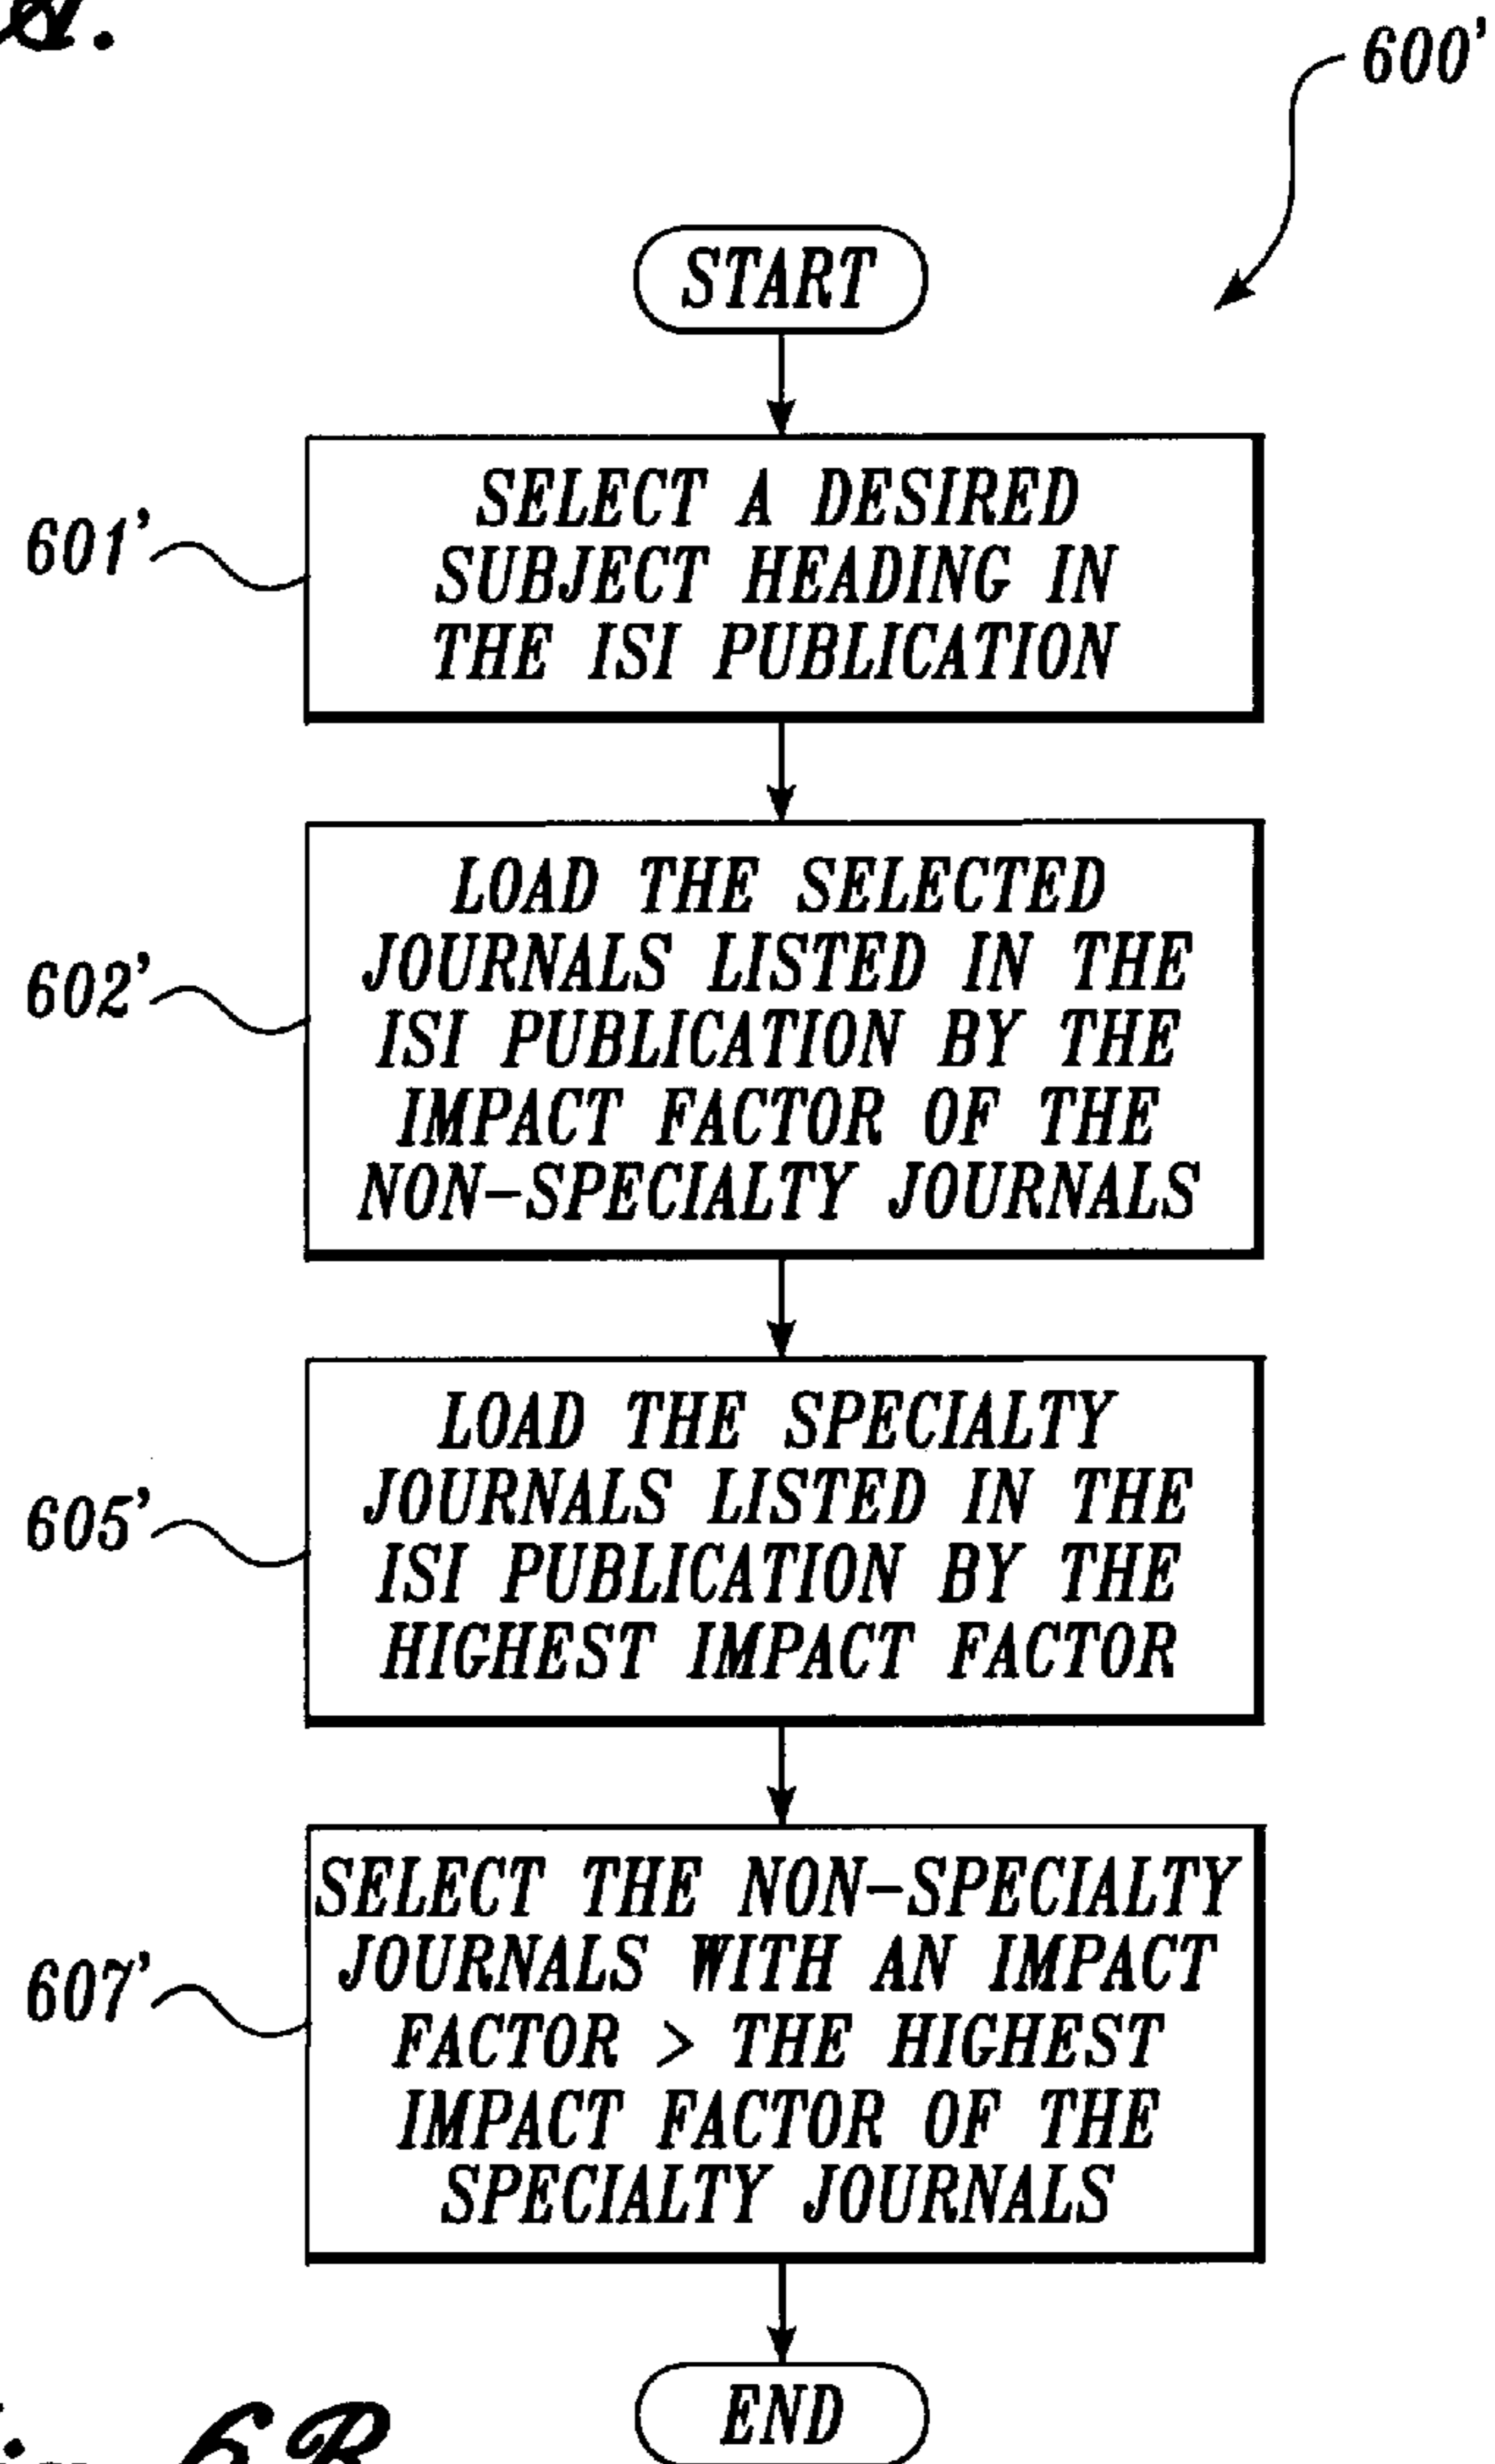 600'
START
601'
SELECT A DESIRED
SUBJECT HEADING IN
THE ISI PUBLICATION
602'
LOAD THE SELECTED
JOURNALS LISTED IN THE
ISI PUBLICATION BY THE
IMPACT FACTOR OF THE
NON-SPECIALTY JOURNALS
605'
LOAD THE SPECIALTY
JOURNALS LISTED IN THE
ISI PUBLICATION BY THE
HIGHEST IMPACT FACTOR
607'
SELECT THE NON-SPECIALTY
JOURNALS WITH AN IMPACT
FACTOR > THE HIGHEST
IMPACT FACTOR OF THE
SPECIALTY JOURNALS
END
6B